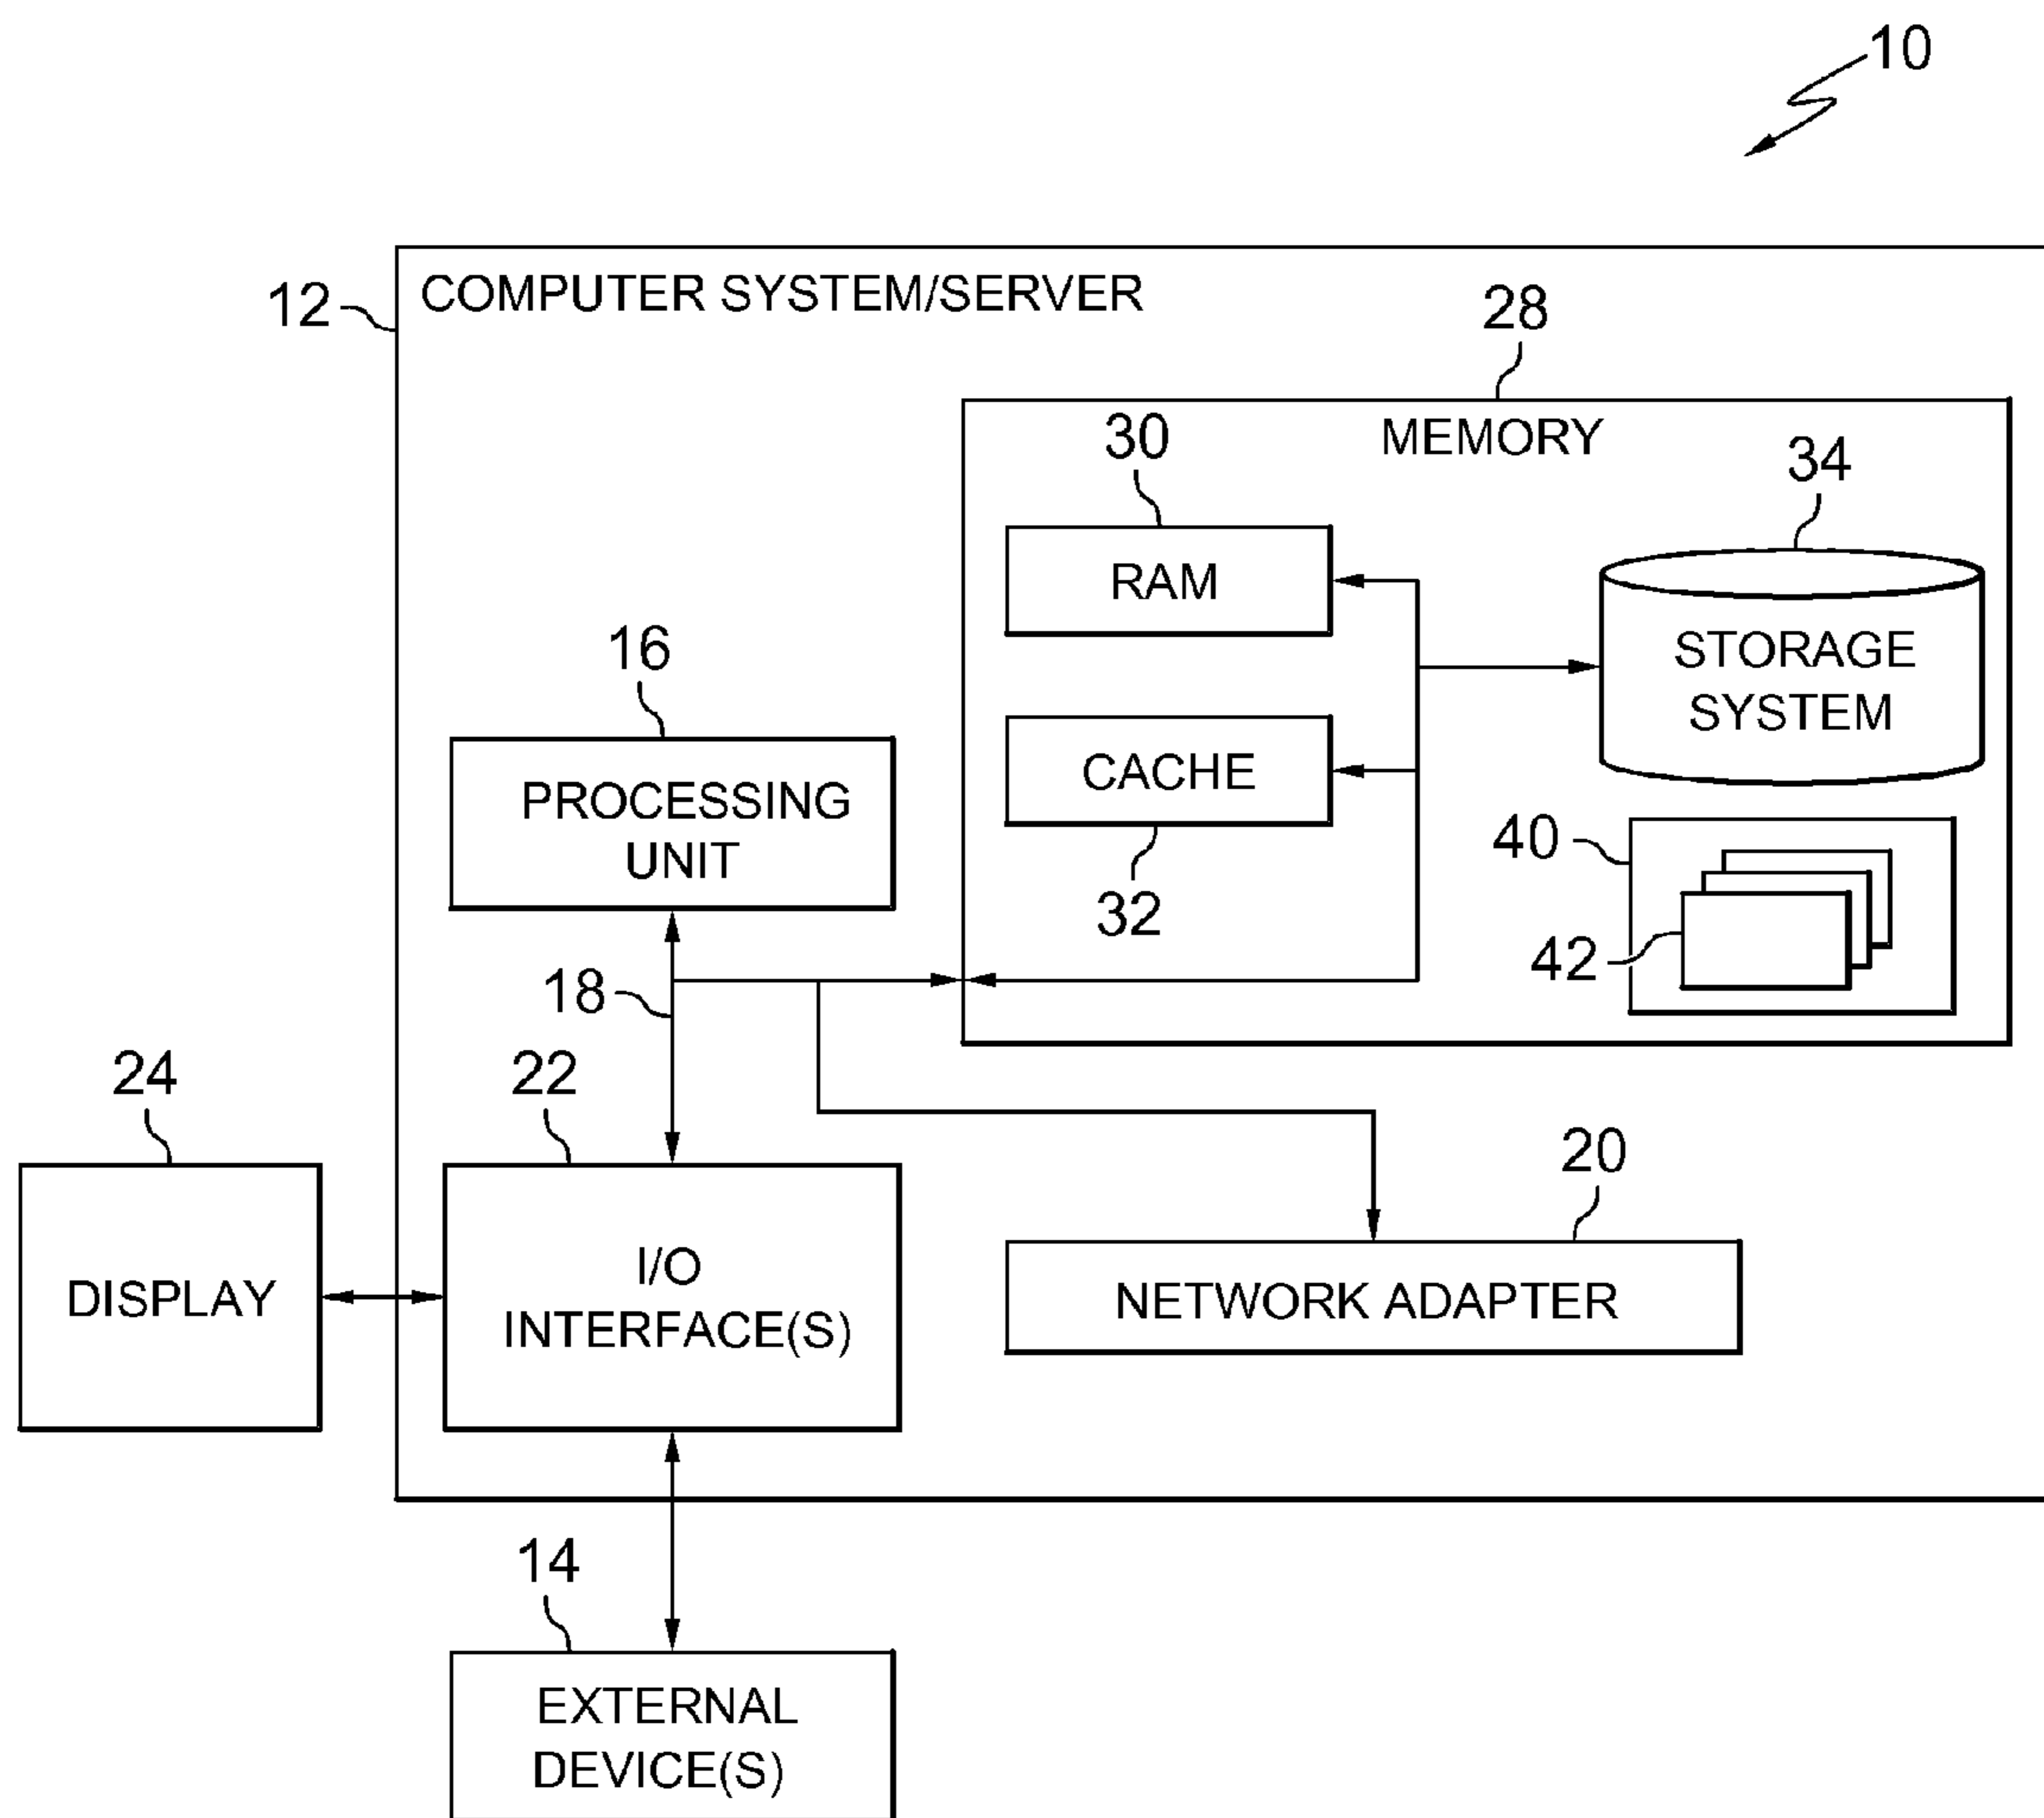 10
12
COMPUTER SYSTEM/SERVER
28
MEMORY
30
34
RAM
STORAGE
SYSTEM
16
CACHE
PROCESSING
UNIT
40
32
42
18
24
22
20
DISPLAY
I/O
INTERFACE(S)
NETWORK ADAPTER
14
EXTERNAL
DEVICE(S)